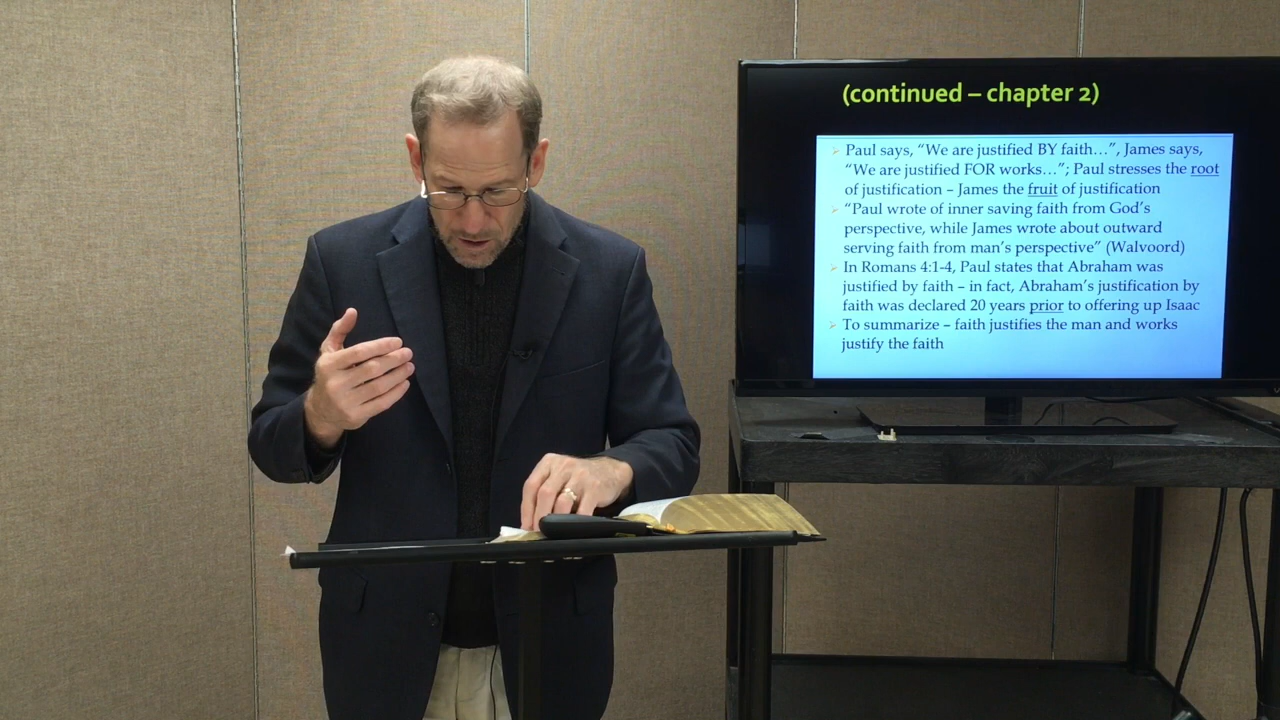 (continued – chapter 2)
Paul says, “We are justified BY faith…”, James says,
“We are justified FOR works…”; Paul stresses the root
of justification – James the fruit of justification
“Paul wrote of inner saving faith from God’s
perspective, while James wrote about outward
serving faith from man’s perspective” (Walvoord)
In Romans 4:1-4, Paul states that Abraham was
justified by faith – in fact, Abraham’s justification by
faith was declared 20 years prior to offering up Isaac
To summarize – faith justifies the man and works
justify the faith